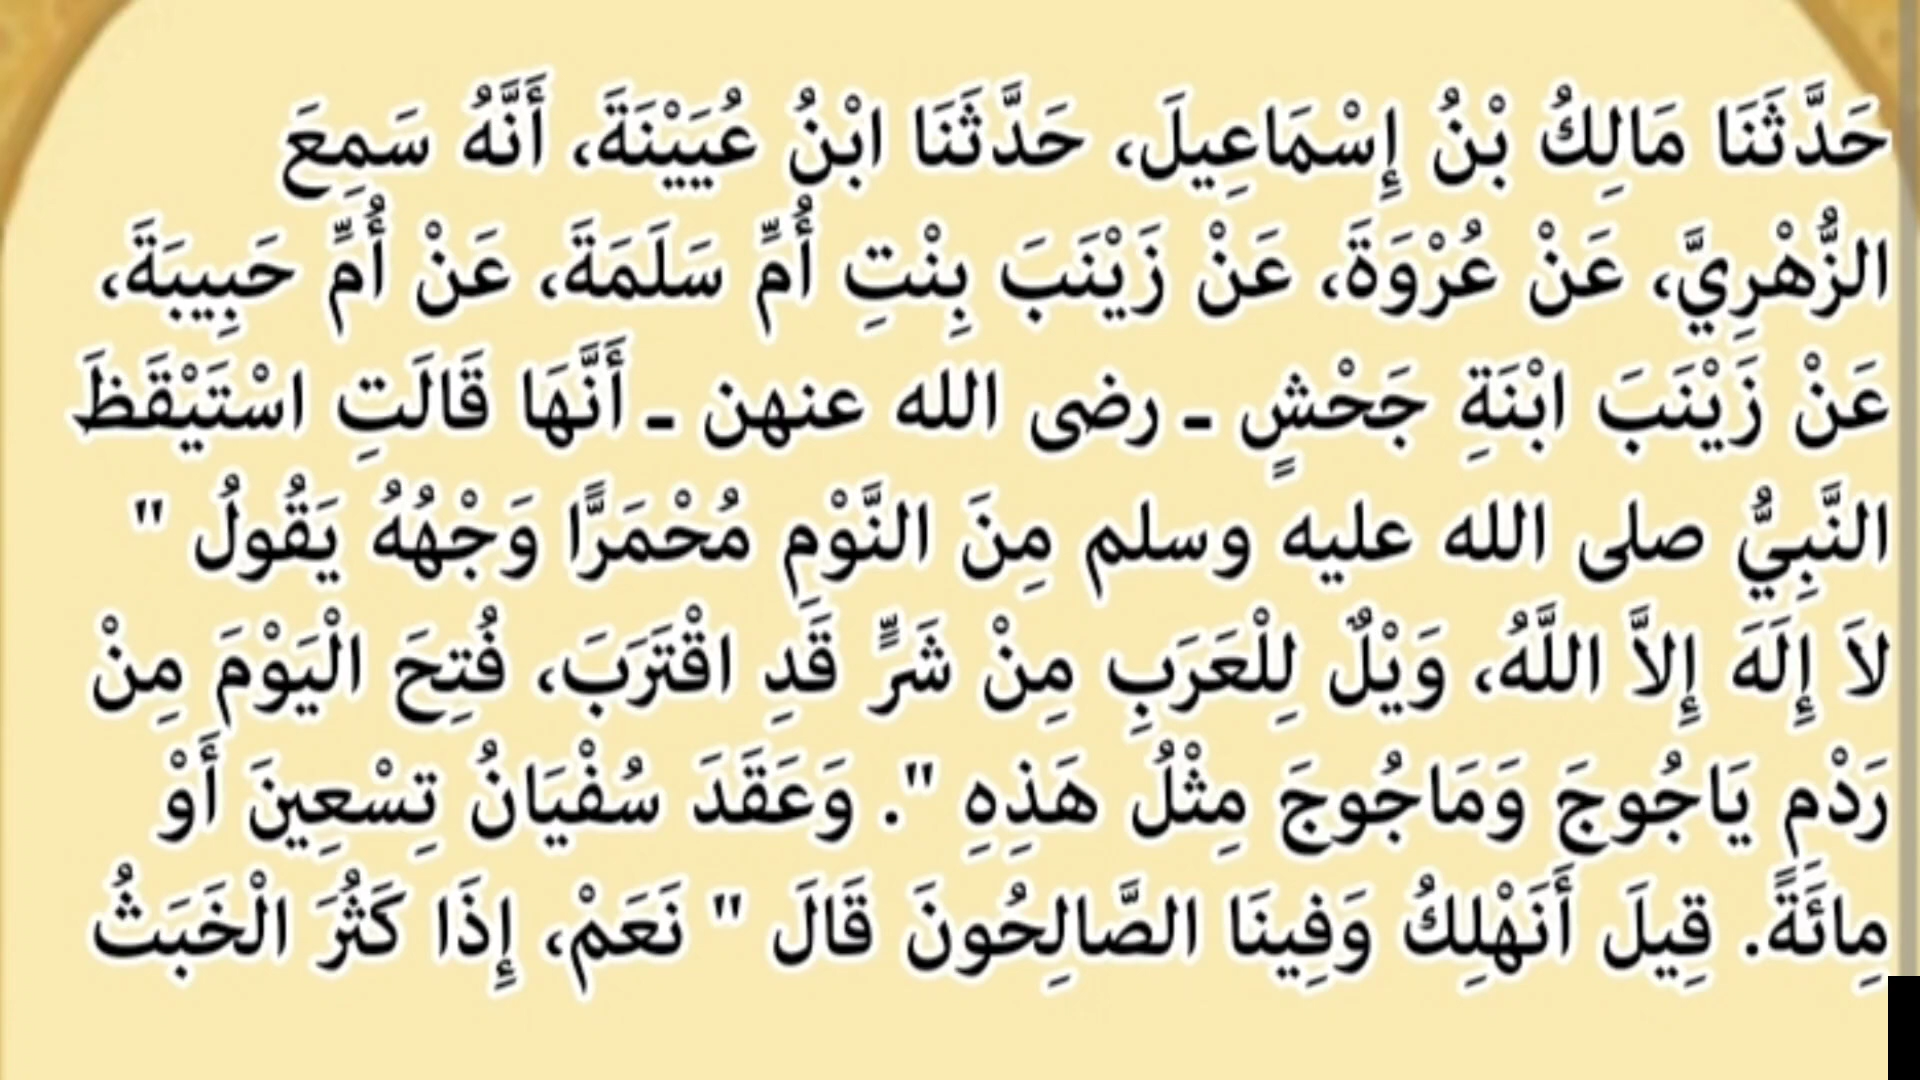 حَدَّثَنَا مَالِكُ بْنُ إِسْمَاعِيلَ، حَدَّثَنَا ابْنُ عُيَيْنَةَ، أَنَّهُ سَمِعَ
الزُّهْرِيَّ، عَنْ عُرْوَةَ، عَنْ زَيْنَبَ بِنْتِ أُمِّ سَلَمَةَ، عَنْ أُمِّ حَبِيبَةَ،
عَنْ زَيْنَبَ ابْنَةِ جَحْشٍ ـ رضى الله عنهن ـ أَنَّهَا قَالَتِ اسْتَيْقَظَ
النَّبِيُّ صلى الله عليه وسلم مِنَ النَّوْمِ مُحْمَرًّا وَجْهُهُ يَقُولُ "
لاَ إِلَهَ إِلاَّ اللَّهُ، وَيْلٌ لِلْعَرَبِ مِنْ شَرٍّ قَدِ اقْتَرَبَ، فُتِحَ الْيَوْمَ مِنْ
رَدْمِ يَاجُوجَ وَمَاجُوجَ مِثْلُ هَذِهِ ". وَعَقَدَ سُفْيَانُ تِسْعِينَ أَوْ
مِائَةً. قِيلَ أَنَهْلِكُ وَفِينَا الصَّالِحُونَ قَالَ " نَعَمْ، إِذَا كَثُرَ الْخَبَثُ